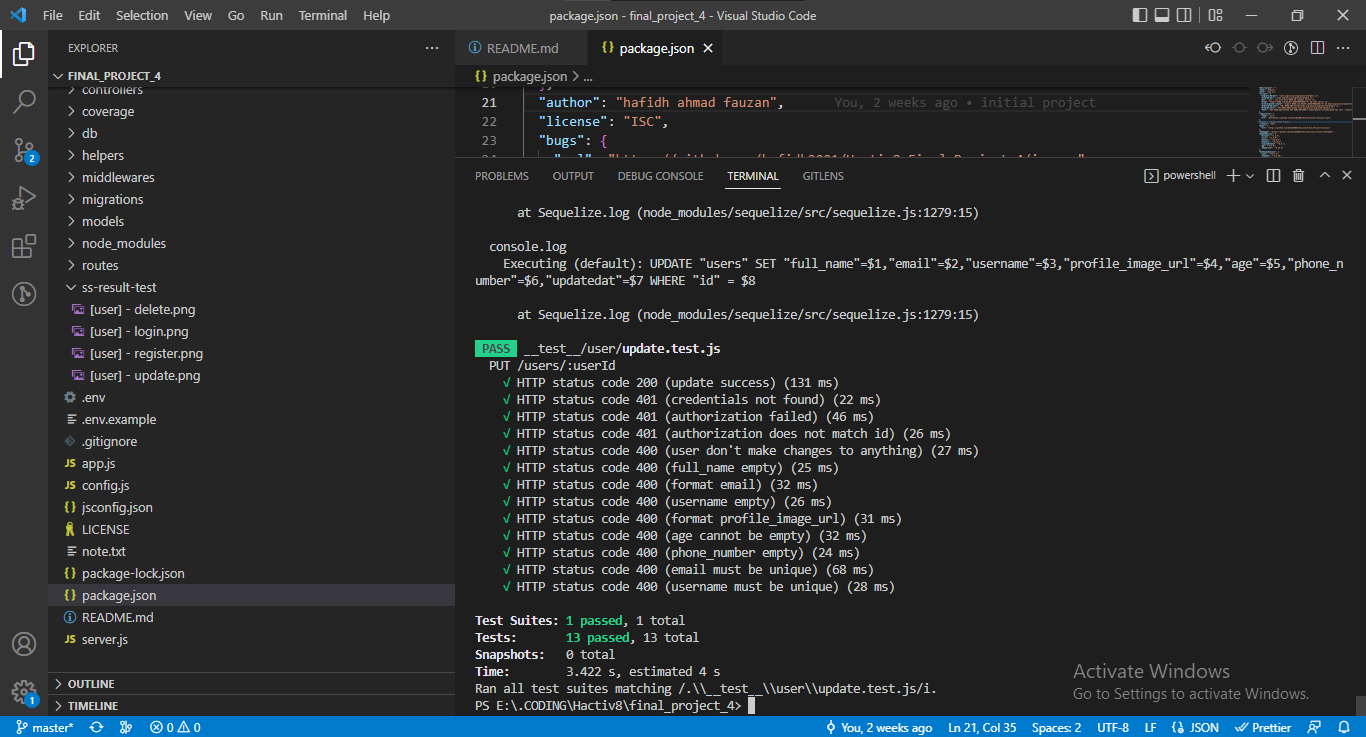 File Edit Selection View Go Run Terminal Help
package.json - final_project_4 - Visual Studio Code
EXPLORER
FINAL_PROJECT_4
controllers
coverage
db
helpers
middlewares
migrations
models
node_modules
routes
ss-result-test
[user] - delete.png
[user] - login.png
[user] - register.png
[user] - update.png
.env
.env.example
.gitignore
JS app.js
JS config.js
{} jsconfig.json
LICENSE
note.txt
{} package-lock.json
{} package.json
README.md
JS server.js
OUTLINE
TIMELINE
2
1
README.md
{} package.json
{} package.json > ...
21 "author": "hafidh ahmad fauzan", You, 2 weeks ago • initial project
22 "license": "ISC",
23 "bugs": {
PROBLEMS OUTPUT DEBUG CONSOLE TERMINAL GITLENS
powershell
at Sequelize.log (node_modules/sequelize/src/sequelize.js:1279:15)
console.log
Executing (default): UPDATE "users" SET "full_name"=$1,"email"=$2,"username"=$3,"profile_image_url"=$4,"age"=$5,"phone_n
umber"=$6,"updatedat"=$7 WHERE "id" = $8
at Sequelize.log (node_modules/sequelize/src/sequelize.js:1279:15)
PASS __test__/user/update.test.js
PUT /users/:userId
√ HTTP status code 200 (update success) (131 ms)
√ HTTP status code 401 (credentials not found) (22 ms)
√ HTTP status code 401 (authorization failed) (46 ms)
√ HTTP status code 401 (authorization does not match id) (26 ms)
√ HTTP status code 400 (user don't make changes to anything) (27 ms)
√ HTTP status code 400 (full_name empty) (25 ms)
√ HTTP status code 400 (format email) (32 ms)
√ HTTP status code 400 (username empty) (26 ms)
√ HTTP status code 400 (format profile_image_url) (31 ms)
√ HTTP status code 400 (age cannot be empty) (32 ms)
√ HTTP status code 400 (phone_number empty) (24 ms)
√ HTTP status code 400 (email must be unique) (68 ms)
√ HTTP status code 400 (username must be unique) (28 ms)
Test Suites: 1 passed, 1 total
Tests: 13 passed, 13 total
Snapshots: 0 total
Time: 3.422 s, estimated 4 s
Ran all test suites matching /.\\__test__\\user\\update.test.js/i.
PS E:\.CODING\Hactiv8\final_project_4>
Activate Windows
Go to Settings to activate Windows.
master* 0 0 You, 2 weeks ago Ln 21, Col 35 Spaces: 2 UTF-8 LF {} JSON Prettier